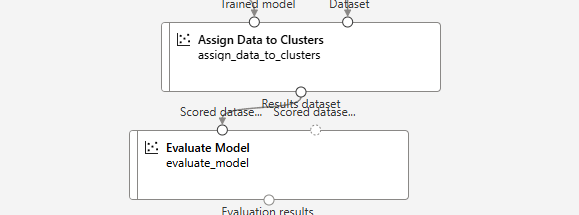 Trained model Dataset
Assign Data to Clusters
assign_data_to_clusters
Results dataset
Scored datase... Scored datase...
Evaluate Model
evaluate_model
Evaluation results